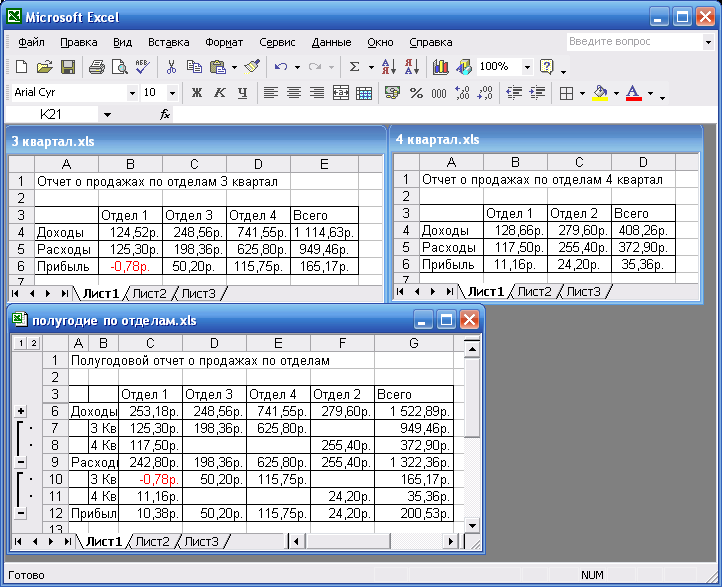 Microsoft Excel
Файл Правка Вид Вставка Формат Сервис Данные Окно Справка Введите вопрос
100%
Arial Cyr 10 Ж К Ч % 000
K21 fx
3 квартал.xls
A B C D E
1 Отчет о продажах по отделам 3 квартал
2
3 Отдел 1 Отдел 3 Отдел 4 Всего
4 Доходы 124,52р. 248,56р. 741,55р. 1 114,63р.
5 Расходы 125,30р. 198,36р. 625,80р. 949,46р.
6 Прибыль -0,78р. 50,20р. 115,75р. 165,17р.
7
Лист1 Лист2 Лист3
4 квартал.xls
A B C D
1 Отчет о продажах по отделам 4 квартал
2
3 Отдел 1 Отдел 2 Всего
4 Доходы 128,66р. 279,60р. 408,26р.
5 Расходы 117,50р. 255,40р. 372,90р.
6 Прибыль 11,16р. 24,20р. 35,36р.
7
Лист1 Лист2 Лист3
полугодие по отделам.xls
1 2 A B C D E F G
1 Полугодовой отчет о продажах по отделам
2
3 Отдел 1 Отдел 3 Отдел 4 Отдел 2 Всего
6 Доходы 253,18р. 248,56р. 741,55р. 279,60р. 1 522,89р.
7 3 Кв 125,30р. 198,36р. 625,80р. 949,46р.
8 4 Кв 117,50р. 255,40р. 372,90р.
9 Расход 242,80р. 198,36р. 625,80р. 255,40р. 1 322,36р.
10 3 Кв -0,78р. 50,20р. 115,75р. 165,17р.
11 4 Кв 11,16р. 24,20р. 35,36р.
12 Прибыл 10,38р. 50,20р. 115,75р. 24,20р. 200,53р.
13
Лист1 Лист2 Лист3
Готово NUM